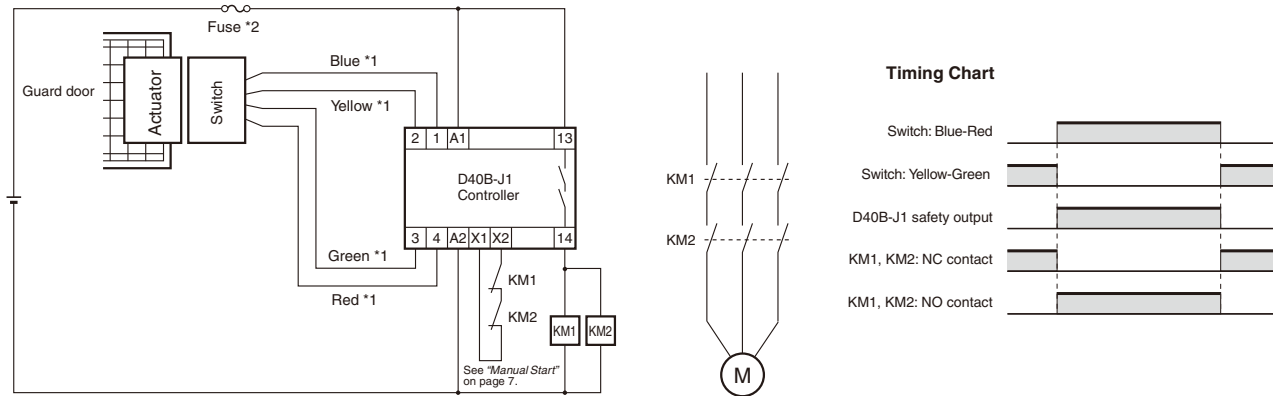 Fuse *2
Guard door
Actuator
Switch
Blue *1
Yellow *1
2 1 A1 13
D40B-J1
Controller
3 4 A2 X1 X2 14
Green *1
Red *1
KM1
KM2
KM1 KM2
See "Manual Start"
on page 7.
KM1
KM2
M
Timing Chart
Switch: Blue-Red
Switch: Yellow-Green
D40B-J1 safety output
KM1, KM2: NC contact
KM1, KM2: NO contact